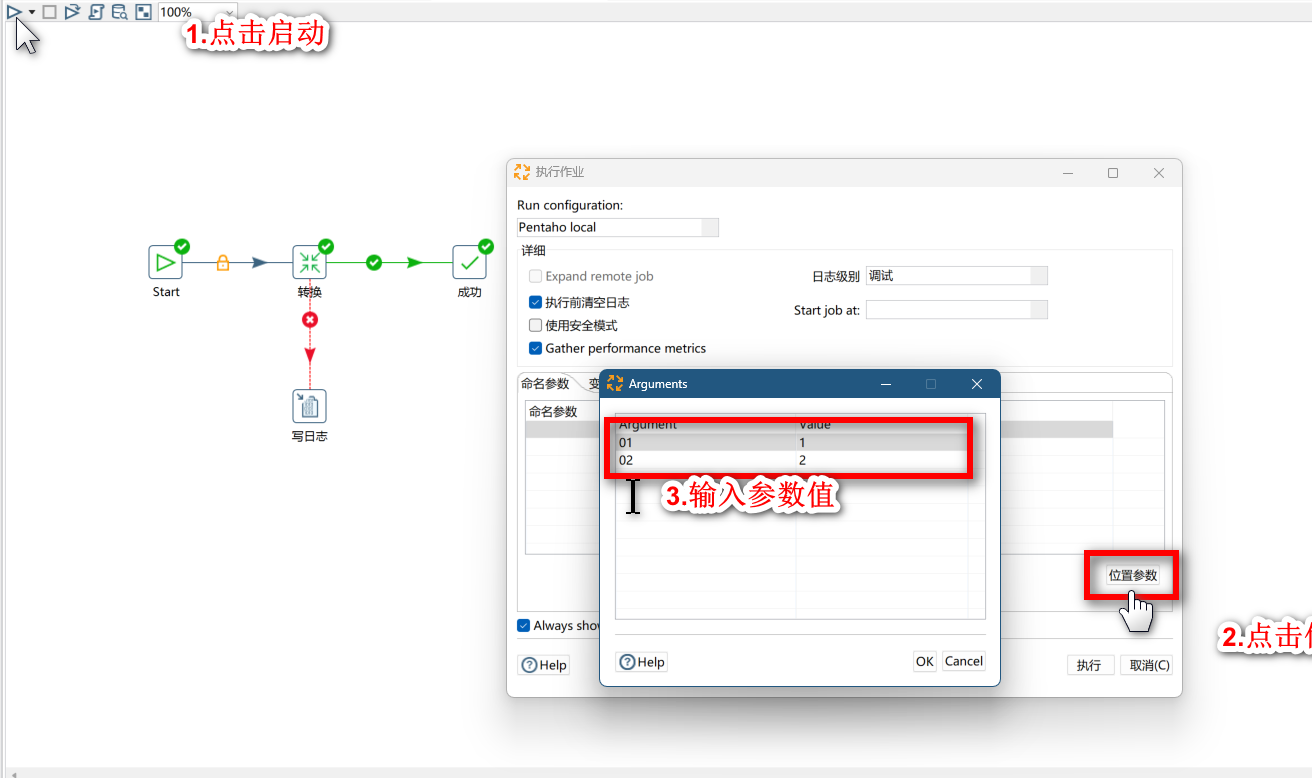 100%
1.点击启动
执行作业
Run configuration:
Pentaho local
详细
Expand remote job
日志级别 调试
执行前清空日志
Start job at:
使用安全模式
Gather performance metrics
Start
转换
成功
写日志
命名参数 变
命名参数
Arguments
Argument Value
01 1
02 2
3.输入参数值
位置参数
2.点击
Always show
Help
Help
OK Cancel
执行 取消(C)